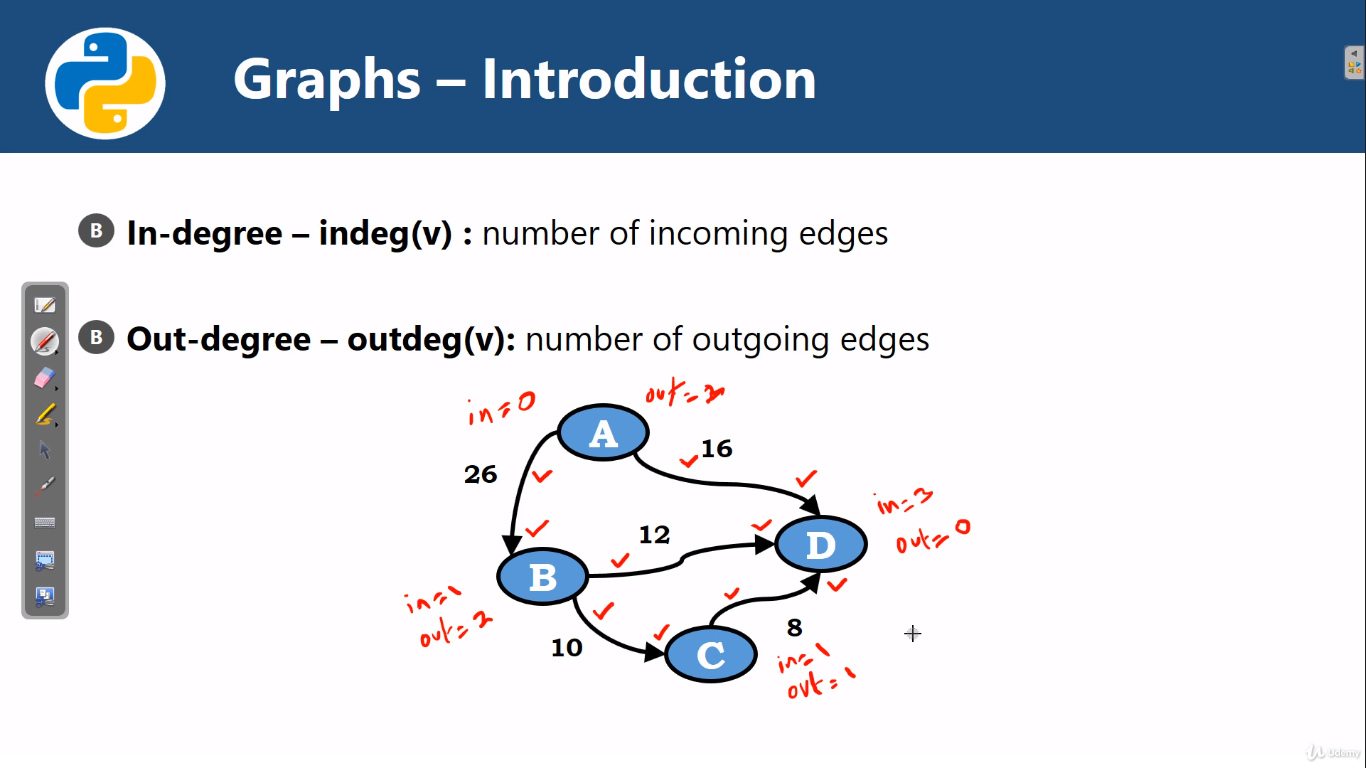 Graphs – Introduction
B In-degree – indeg(v) : number of incoming edges
B Out-degree – outdeg(v): number of outgoing edges
in=0
out=2
A
16
26
in=3
12
D
out=0
B
in=1
out=2
8
10
C
in=1
out=1
Udemy